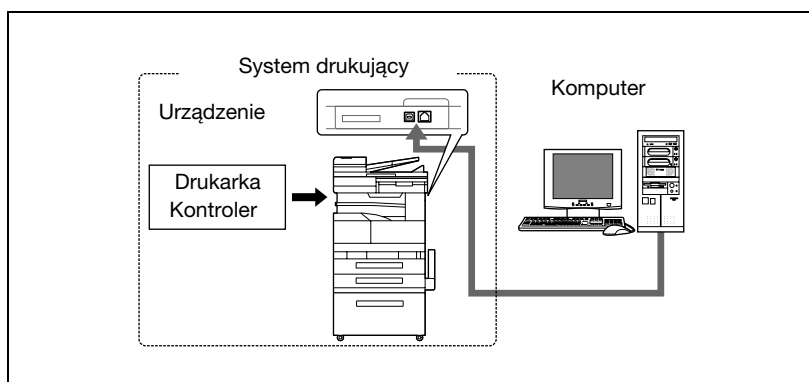 System drukujący
Urządzenie
Komputer
Drukarka
Kontroler